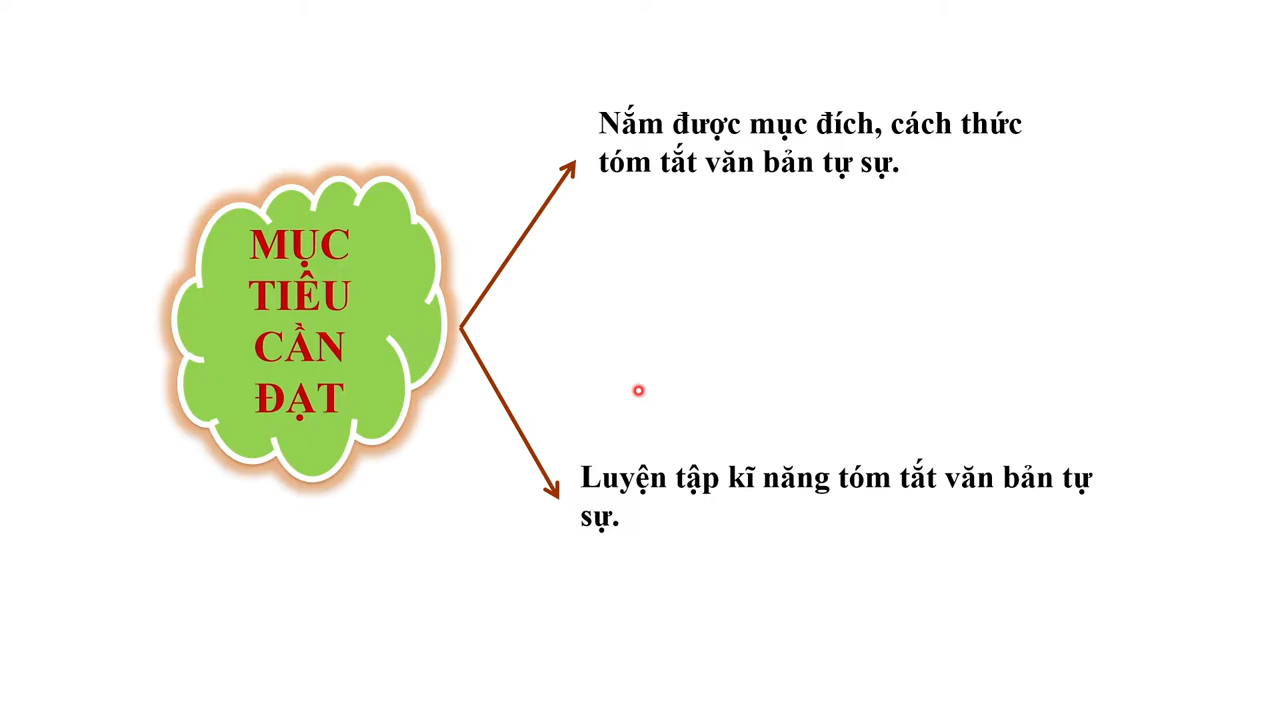 MỤC
TIÊU
CẦN
ĐẠT
Nắm được mục đích, cách thức
tóm tắt văn bản tự sự.
Luyện tập kĩ năng tóm tắt văn bản tự
sự.